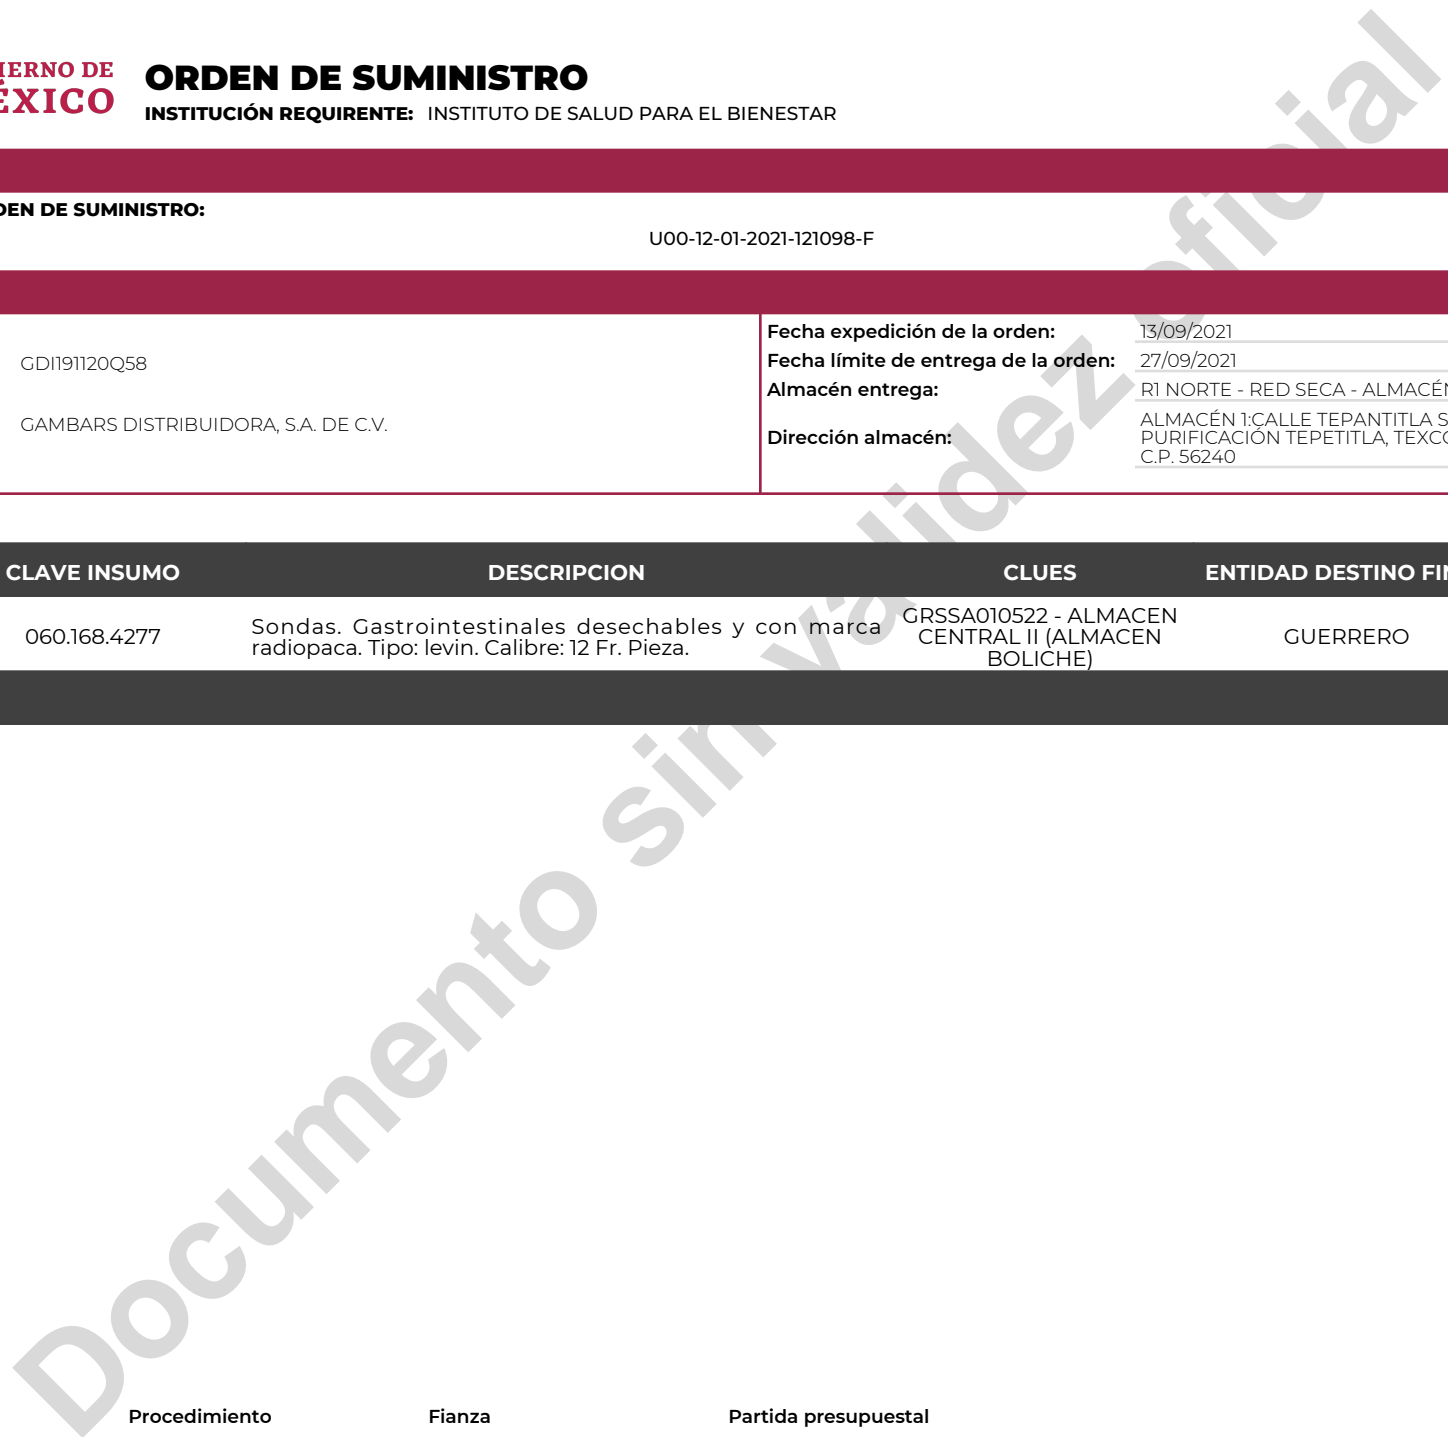 IERNO DE
ÉXICO
ORDEN DE SUMINISTRO
INSTITUCIÓN REQUIRENTE: INSTITUTO DE SALUD PARA EL BIENESTAR
DEN DE SUMINISTRO:
U00-12-01-2021-121098-F
GDI191120Q58
GAMBARS DISTRIBUIDORA, S.A. DE C.V.
Fecha expedición de la orden: 13/09/2021
Fecha límite de entrega de la orden: 27/09/2021
Almacén entrega: R1 NORTE - RED SECA - ALMACÉN
Dirección almacén: ALMACÉN 1:CALLE TEPANTITLA S
PURIFICACIÓN TEPETITLA, TEXCO
C.P. 56240
CLAVE INSUMO DESCRIPCION CLUES ENTIDAD DESTINO FIN
060.168.4277
Sondas. Gastrointestinales desechables y con marca
radiopaca. Tipo: levin. Calibre: 12 Fr. Pieza.
GRSSA010522 - ALMACEN
CENTRAL II (ALMACEN
BOLICHE)
GUERRERO
Documento sin validez oficial
Procedimiento Fianza Partida presupuestal